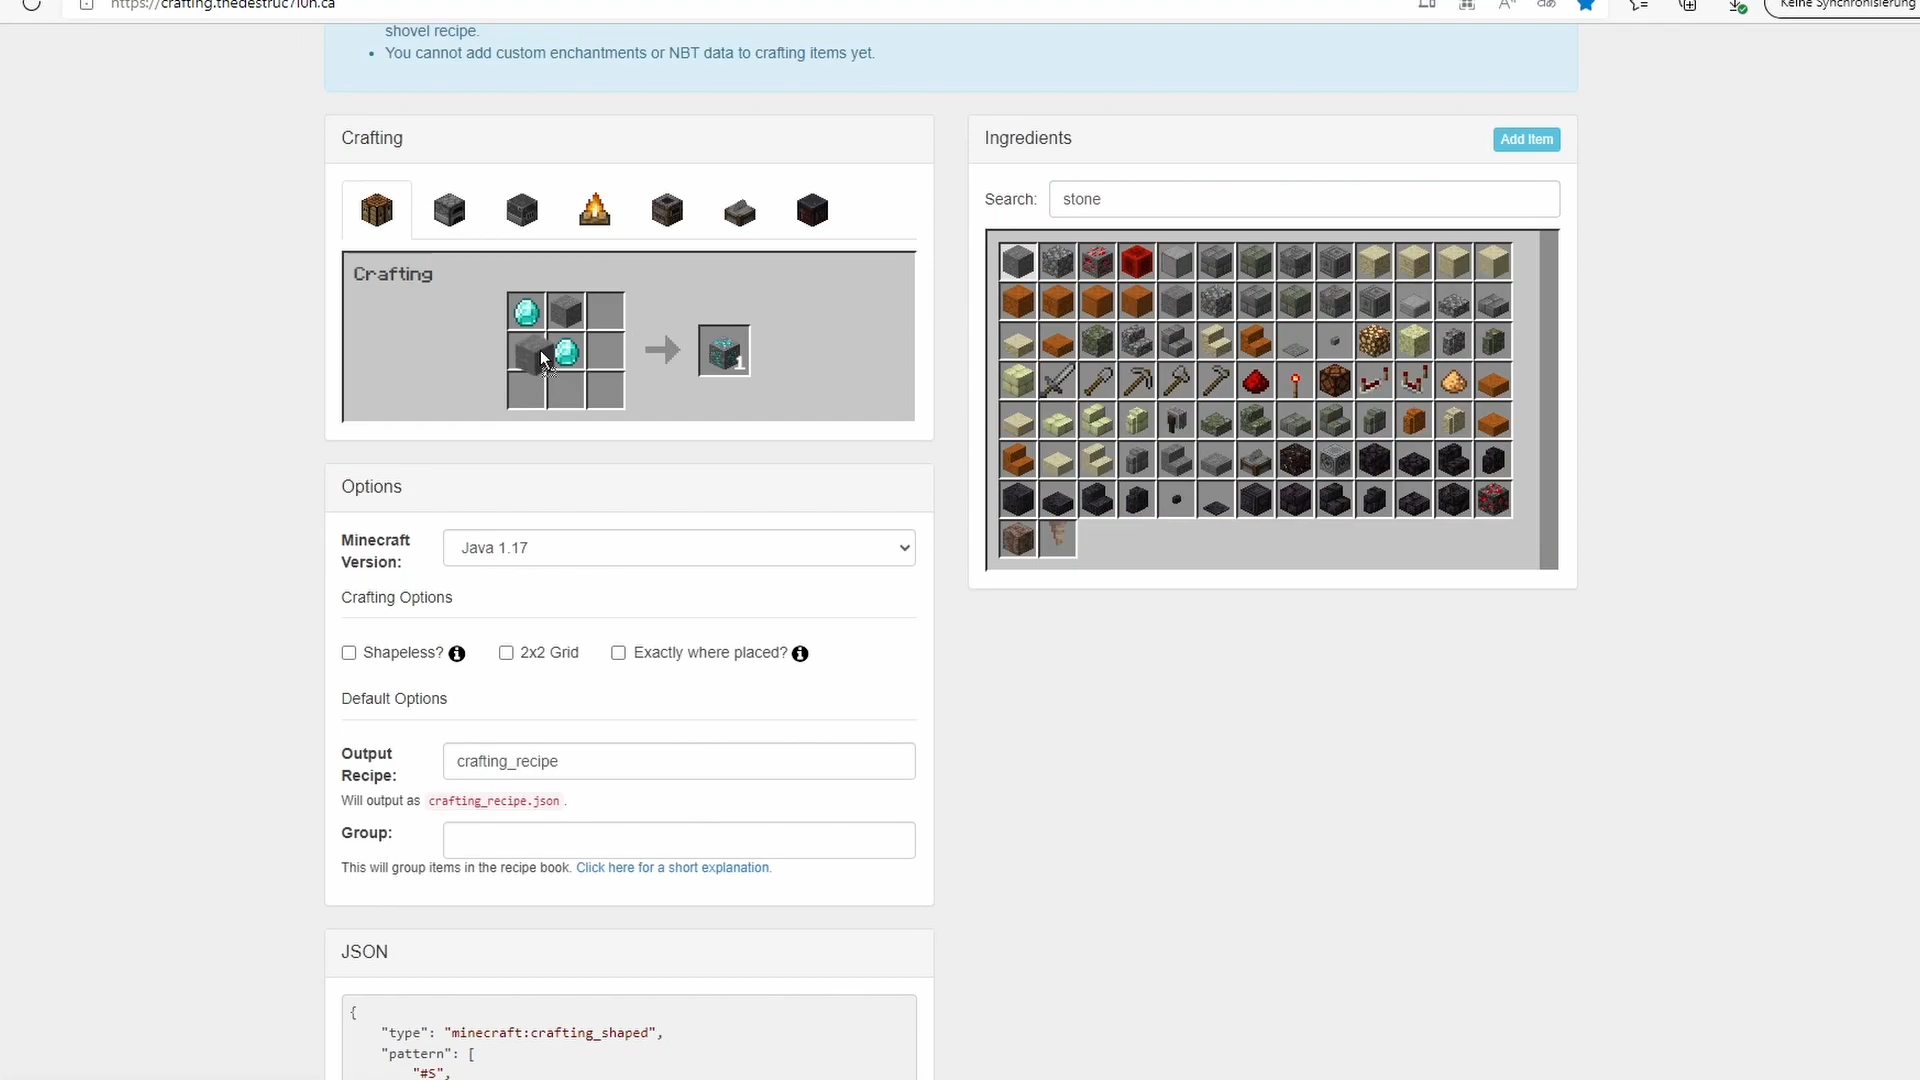 https://crafting.thedestruc7i0n.ca
Keine Synchronisierung
shovel recipe.
• You cannot add custom enchantments or NBT data to crafting items yet.
Crafting
Crafting
1
Options
Minecraft Version:
Java 1.17
Crafting Options
Shapeless?
2x2 Grid
Exactly where placed?
Default Options
Output Recipe:
crafting_recipe
Will output as crafting_recipe.json .
Group:
This will group items in the recipe book. Click here for a short explanation.
JSON
{
"type": "minecraft:crafting_shaped",
"pattern": [
"#S",
Ingredients
Add Item
Search:
stone